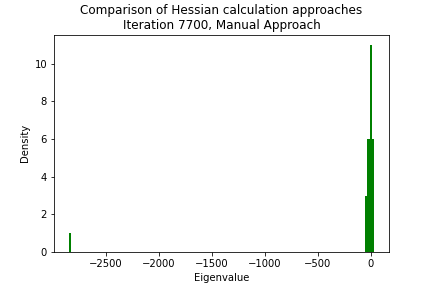 Comparison of Hessian calculation approaches
Iteration 7700, Manual Approach
Density
10
8
6
4
2
0
−2500 −2000 −1500 −1000 −500 0
Eigenvalue